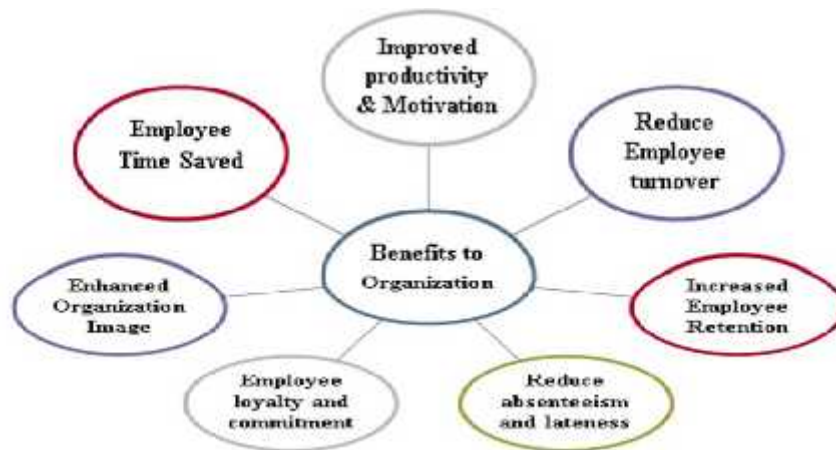 Improved
productivity
& Motivation
Employee
Time Saved
Reduce
Employee
turnover
Benefits to
Organization
Enhanced
Organization
Image
Increased
Employee
Retention
Employee
loyalty and
commitment
Reduce
absenteeism
and lateness